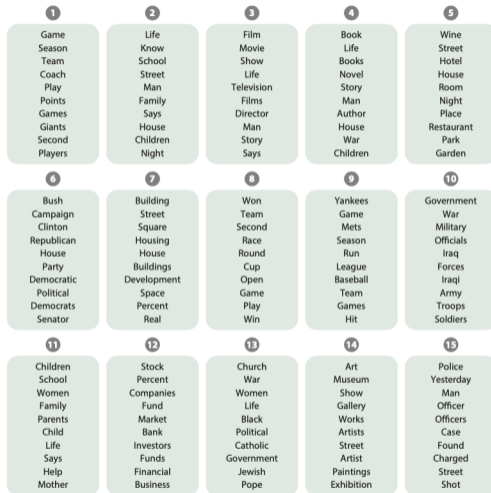 1
Game
Season
Team
Coach
Play
Points
Games
Giants
Second
Players
2
Life
Know
School
Street
Man
Family
Says
House
Children
Night
3
Film
Movie
Show
Life
Television
Films
Director
Man
Story
Says
4
Book
Life
Books
Novel
Story
Man
Author
House
War
Children
5
Wine
Street
Hotel
House
Room
Night
Place
Restaurant
Park
Garden
6
Bush
Campaign
Clinton
Republican
House
Party
Democratic
Political
Democrats
Senator
7
Building
Street
Square
Housing
House
Buildings
Development
Space
Percent
Real
8
Won
Team
Second
Race
Round
Cup
Open
Game
Play
Win
9
Yankees
Game
Mets
Season
Run
League
Baseball
Team
Games
Hit
10
Government
War
Military
Officials
Iraq
Forces
Iraqi
Army
Troops
Soldiers
11
Children
School
Women
Family
Parents
Child
Life
Says
Help
Mother
12
Stock
Percent
Companies
Fund
Market
Bank
Investors
Funds
Financial
Business
13
Church
War
Women
Life
Black
Political
Catholic
Government
Jewish
Pope
14
Art
Museum
Show
Gallery
Works
Artists
Street
Artist
Paintings
Exhibition
15
Police
Yesterday
Man
Officer
Officers
Case
Found
Charged
Street
Shot